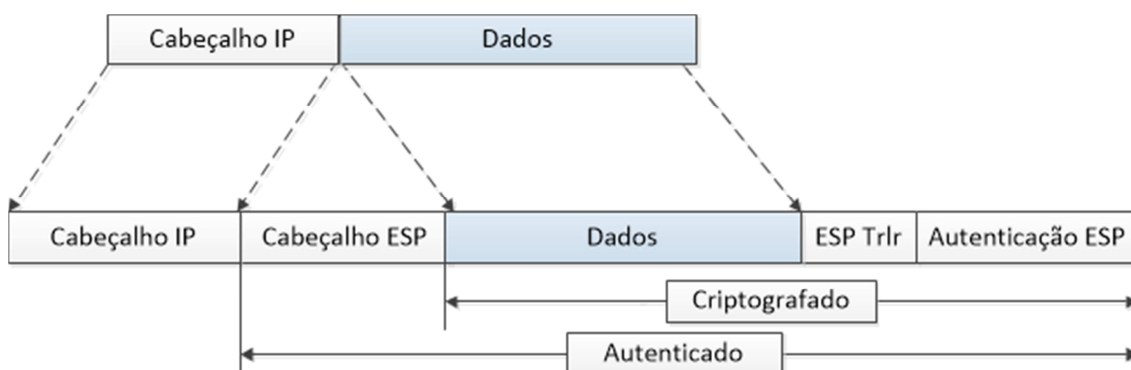 Cabeçalho IP
Dados
Cabeçalho IP
Cabeçalho ESP
Dados
ESP Trlr
Autenticação ESP
Criptografado
Autenticado